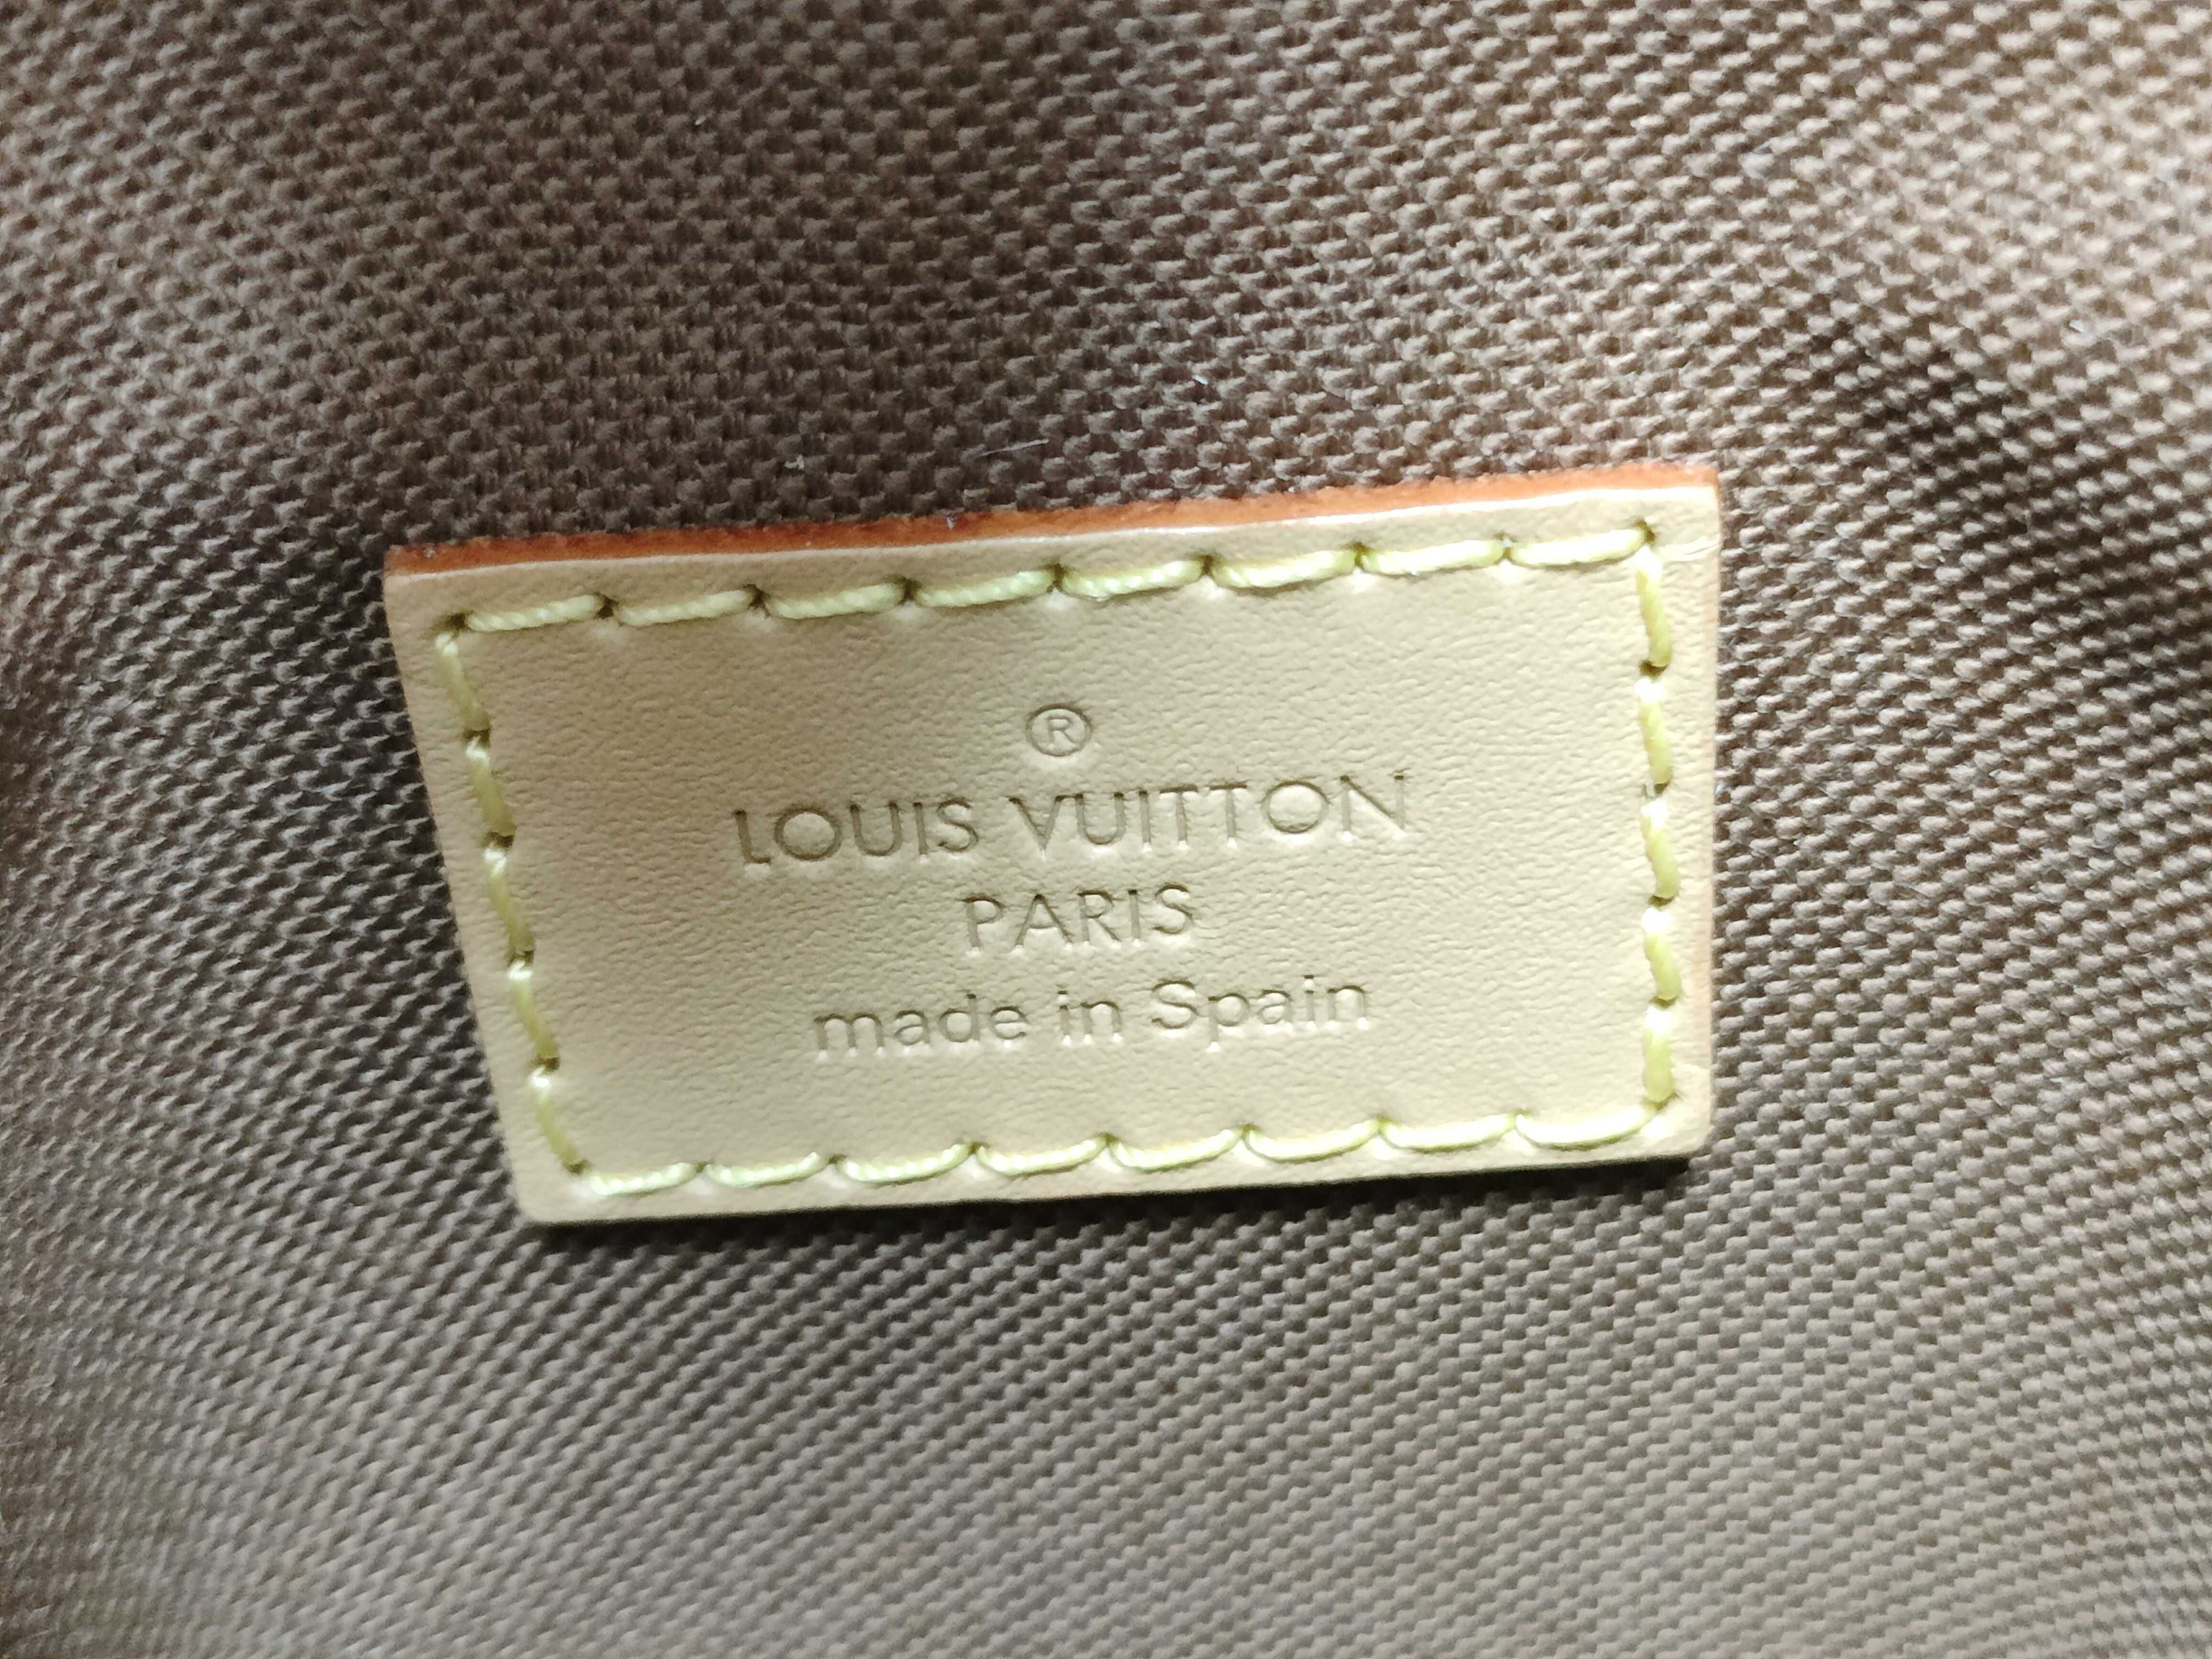 ®
LOUIS VUITTON
PARIS
made in Spain